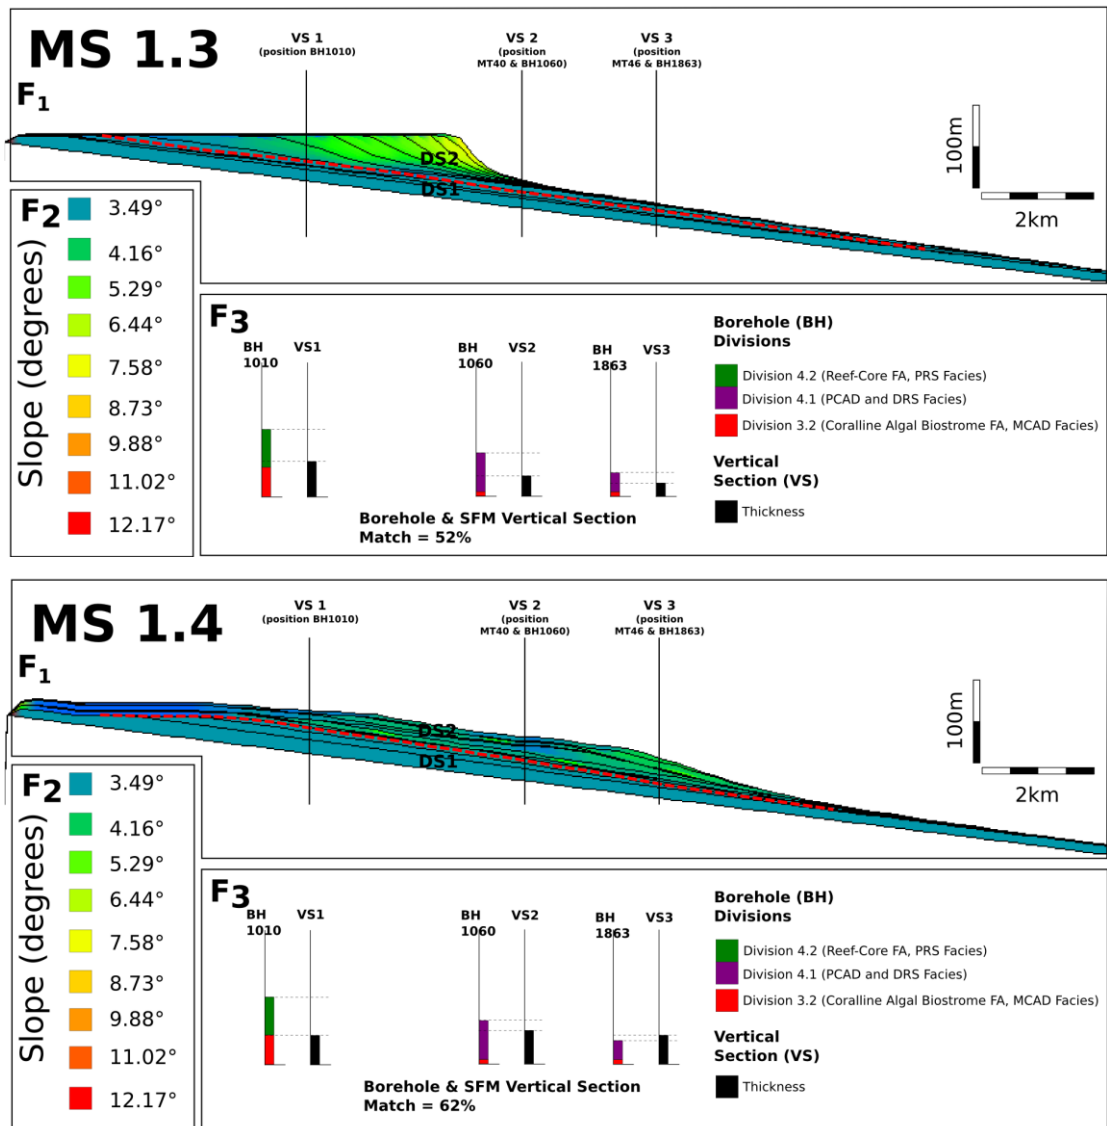 MS 1.3
F1
VS 1
(position BH1010)
VS 2
(position
MT40 & BH1060)
VS 3
(position
MT46 & BH1863)
DS2
DS1
100m
2km
F2
Slope (degrees)
3.49°
4.16°
5.29°
6.44°
7.58°
8.73°
9.88°
11.02°
12.17°
F3
BH
1010
VS1
BH
1060
VS2
BH
1863
VS3
Borehole & SFM Vertical Section
Match = 52%
Borehole (BH)
Divisions
Division 4.2 (Reef-Core FA, PRS Facies)
Division 4.1 (PCAD and DRS Facies)
Division 3.2 (Coralline Algal Biostrome FA, MCAD Facies)
Vertical
Section (VS)
Thickness
MS 1.4
F1
VS 1
(position BH1010)
VS 2
(position
MT40 & BH1060)
VS 3
(position
MT46 & BH1863)
DS2
DS1
100m
2km
F2
Slope (degrees)
3.49°
4.16°
5.29°
6.44°
7.58°
8.73°
9.88°
11.02°
12.17°
F3
BH
1010
VS1
BH
1060
VS2
BH
1863
VS3
Borehole & SFM Vertical Section
Match = 62%
Borehole (BH)
Divisions
Division 4.2 (Reef-Core FA, PRS Facies)
Division 4.1 (PCAD and DRS Facies)
Division 3.2 (Coralline Algal Biostrome FA, MCAD Facies)
Vertical
Section (VS)
Thickness